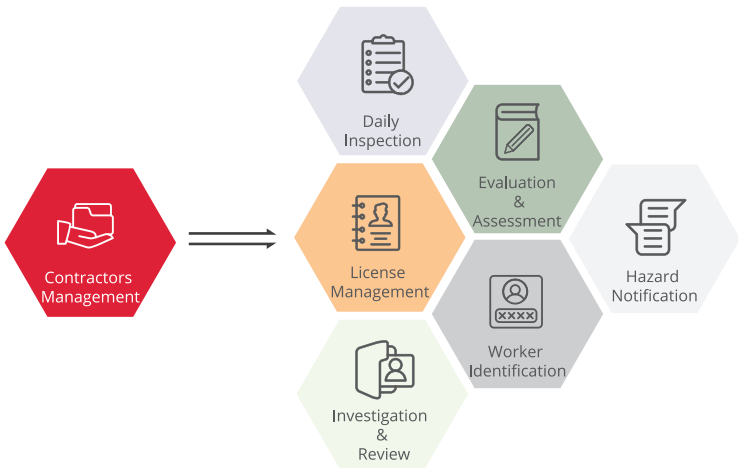 Contractors
Management
Daily
Inspection
Evaluation
&
Assessment
License
Management
Hazard
Notification
XXXX
Worker
Identification
Investigation
&
Review